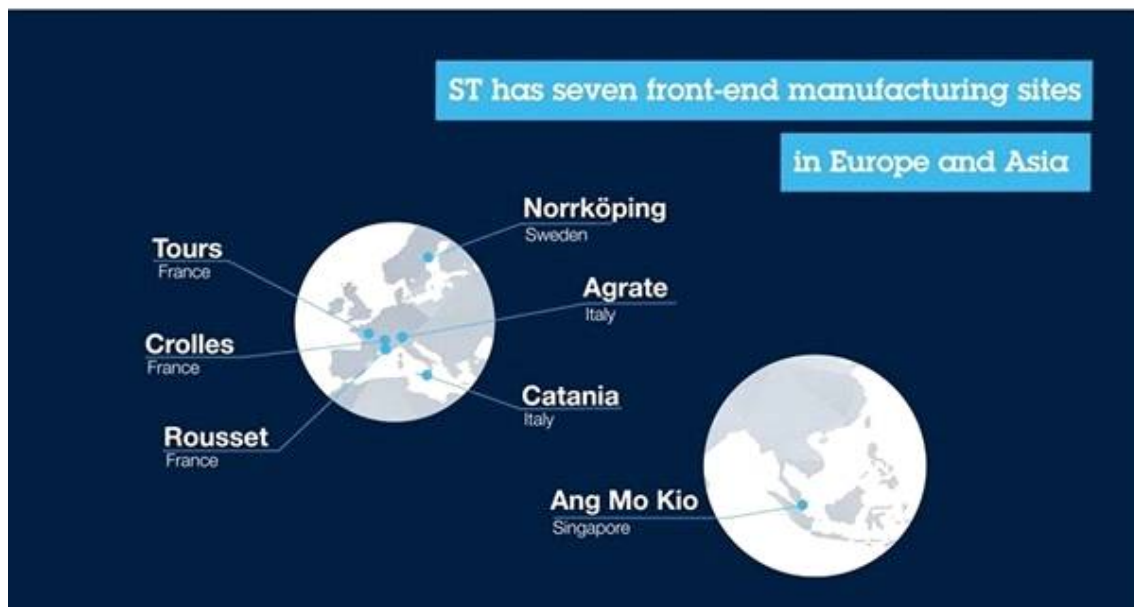 ST has seven front-end manufacturing sites
in Europe and Asia
Norrköping
Sweden
Tours
France
Agrate
Italy
Crolles
France
Catania
Italy
Rousset
France
Ang Mo Kio
Singapore